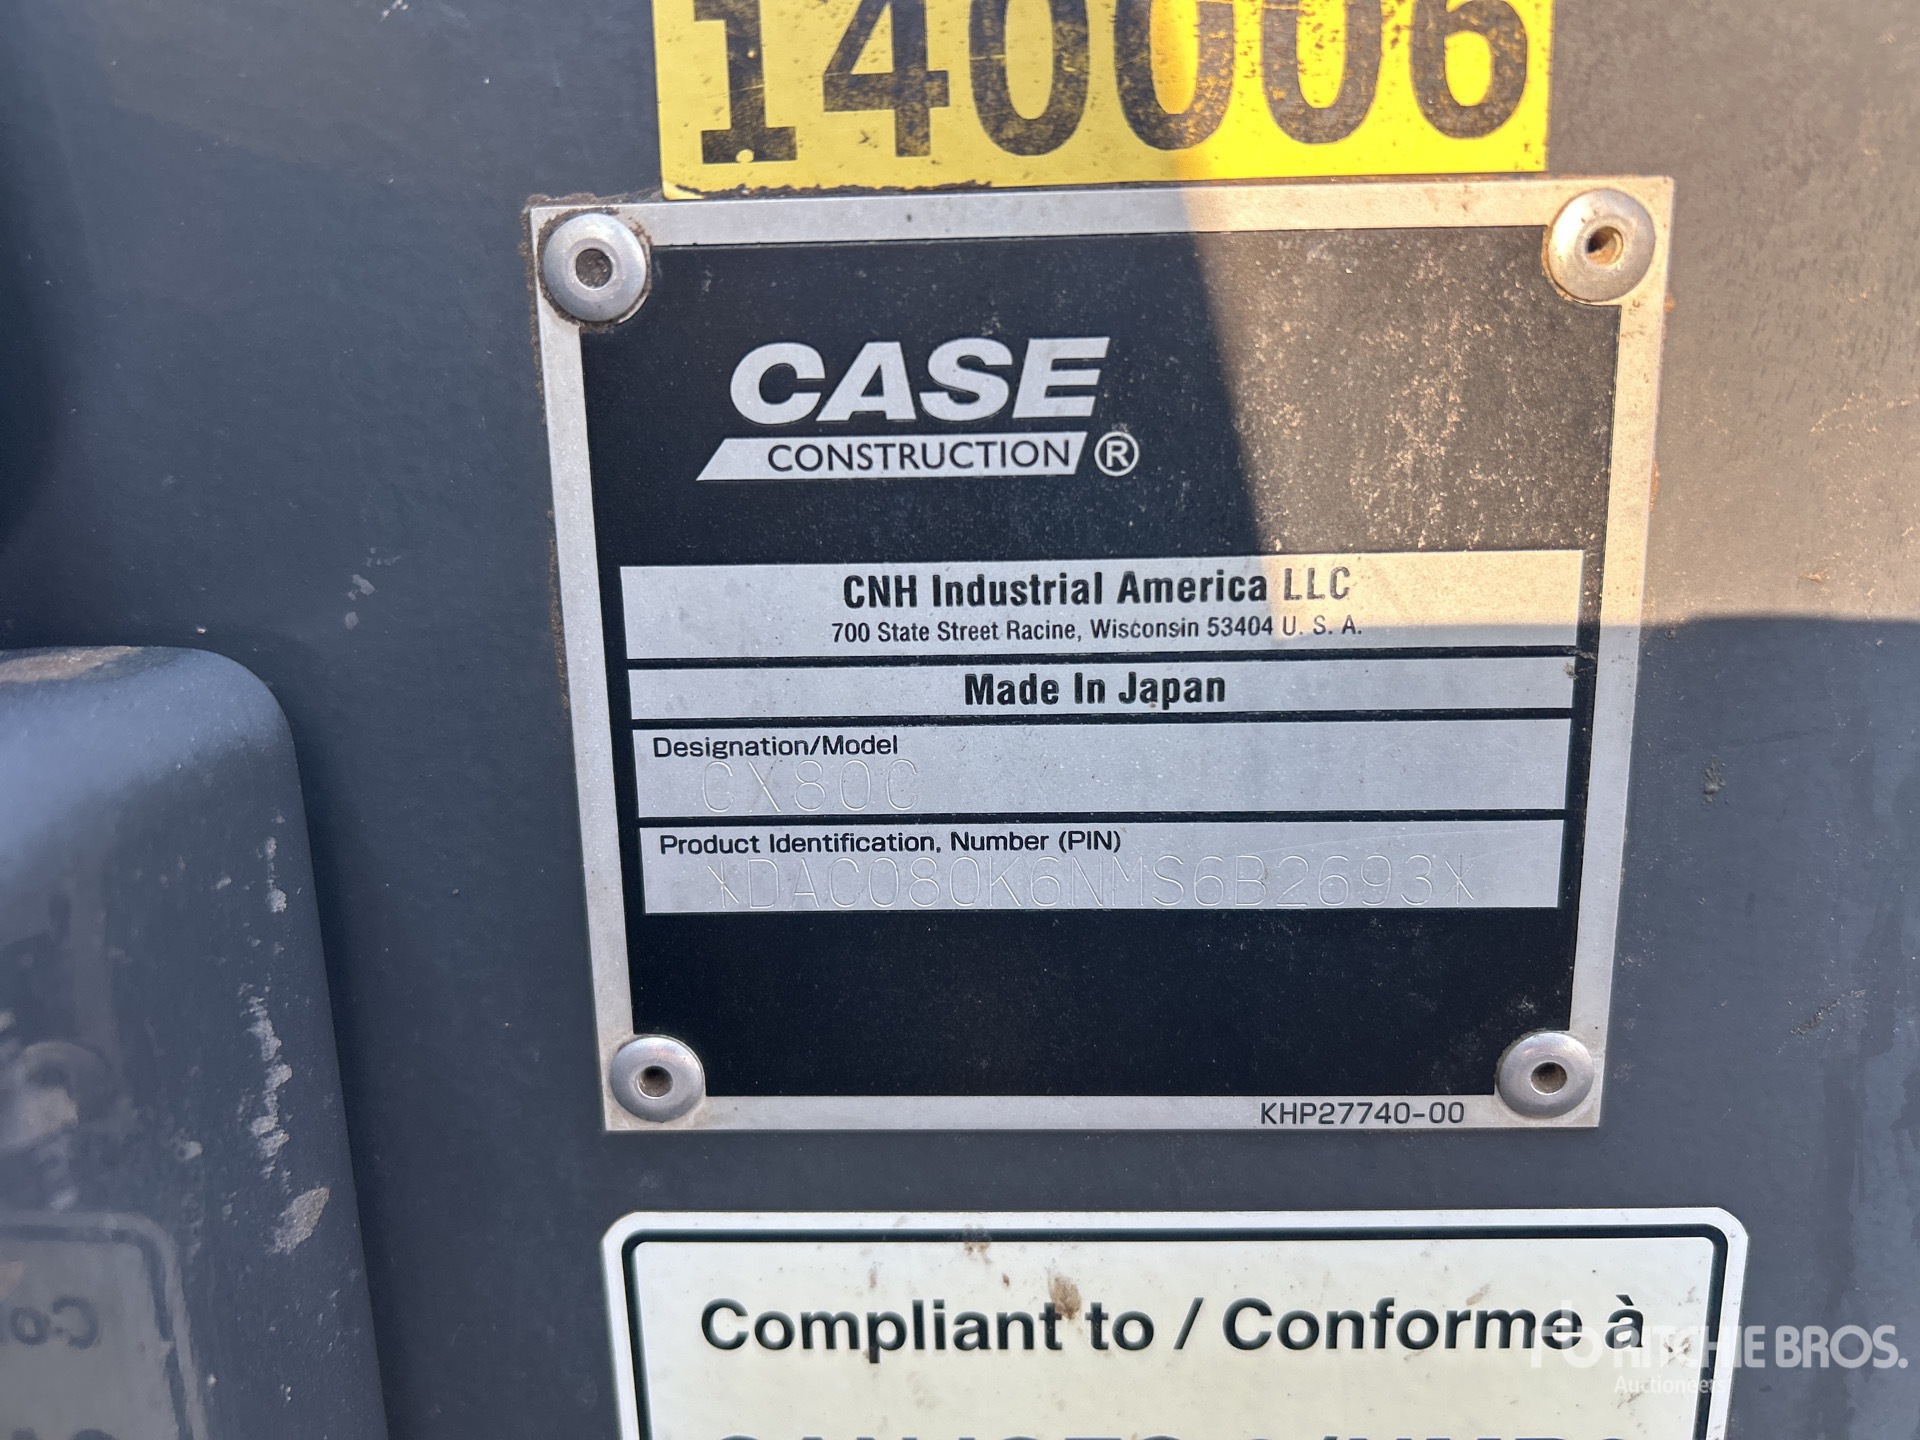 140006
CASE
CONSTRUCTION ®
CNH Industrial America LLC
700 State Street Racine, Wisconsin 53404 U. S. A.
Made In Japan
Designation/Model
CX80C
Product Identification, Number (PIN)
*DAC080K6NMS6B2693*
KHP27740-00
Compliant to / Conforme à
RITCHIE BROS.
Auctioneers